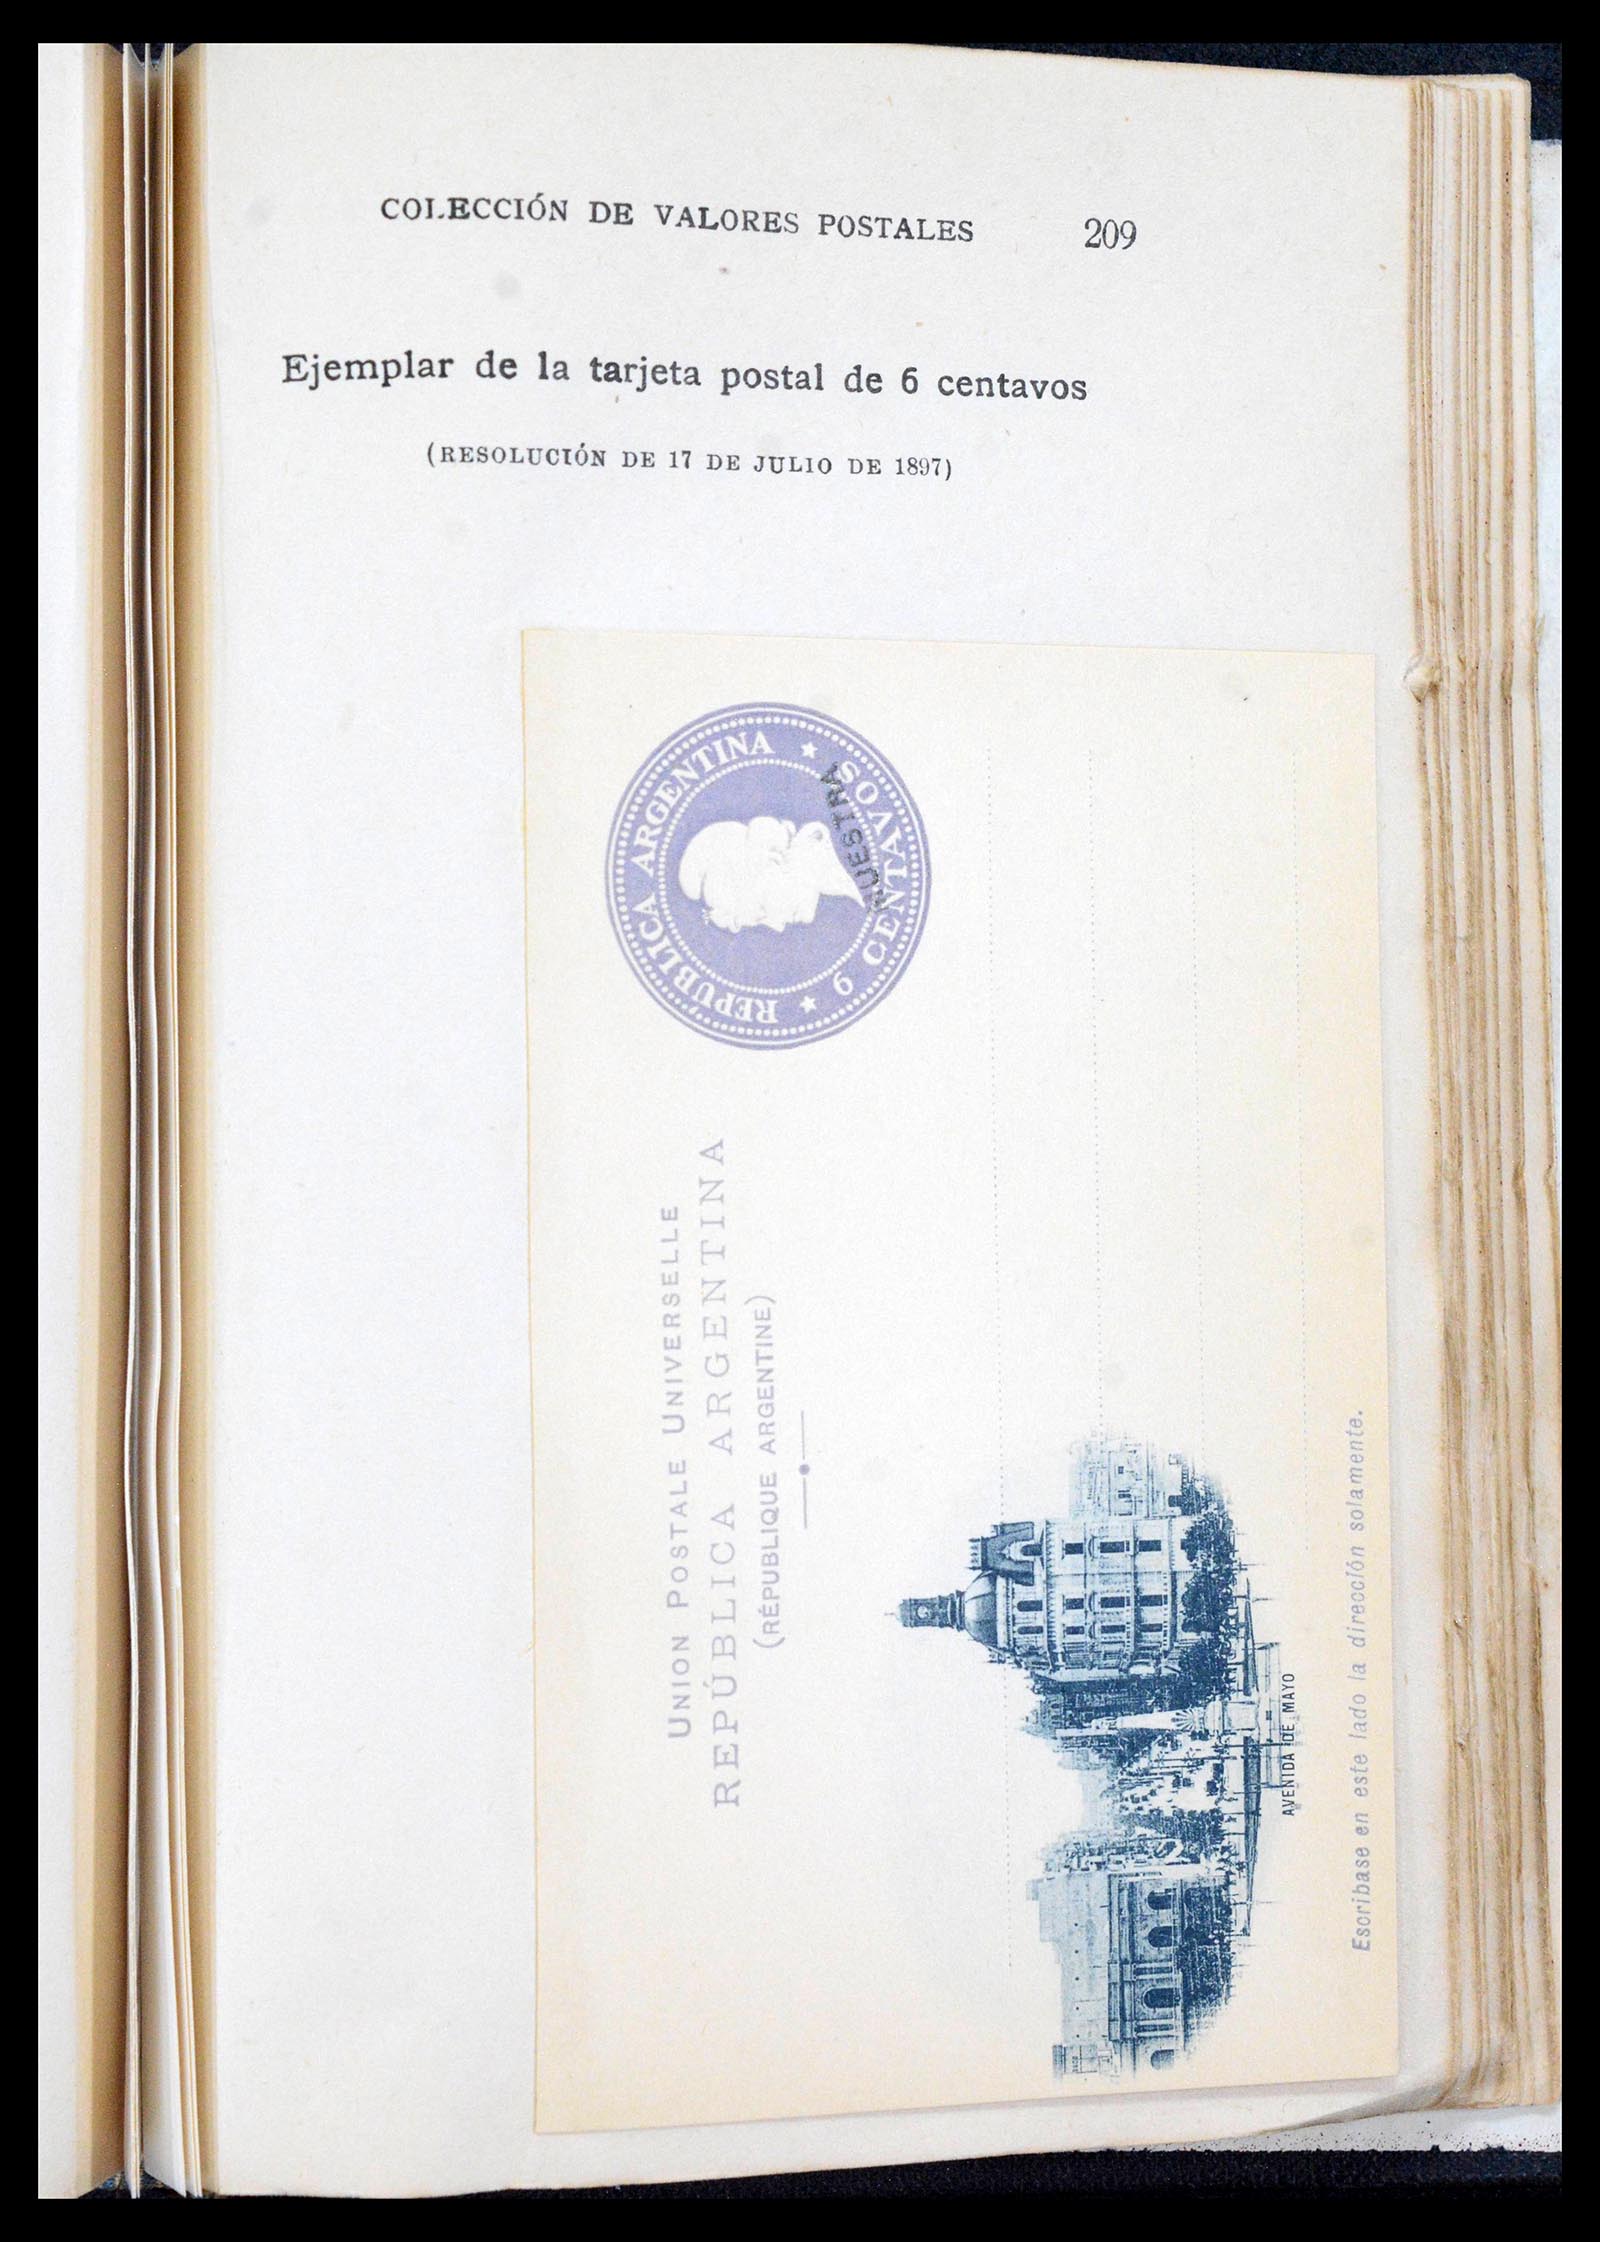 COLECCIÓN DE VALORES POSTALES 209
Ejemplar de la tarjeta postal de 6 centavos
(RESOLUCIÓN DE 17 DE JULIO DE 1897)
REPUBLICA ARGENTINA
6 CENTAVOS
MUESTRA
UNION POSTALE UNIVERSELLE
REPÚBLICA ARGENTINA
(RÉPUBLIQUE ARGENTINE)
AVENIDA DE MAYO
Escribase en este lado la dirección solamente.